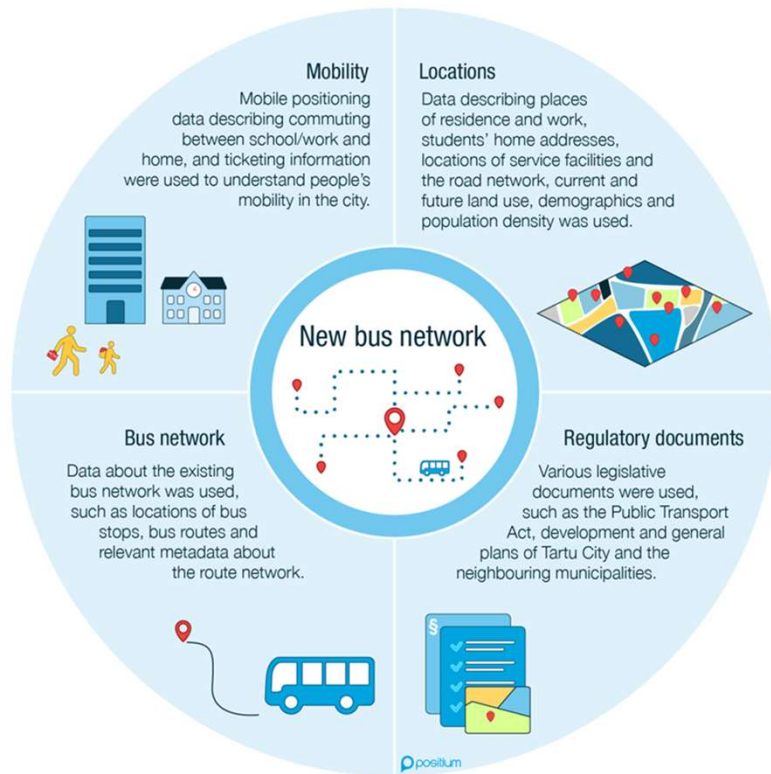 Mobility
Mobile positioning
data describing commuting
between school/work and
home, and ticketing information
were used to understand people's
mobility in the city.
Locations
Data describing places
of residence and work,
students' home addresses,
locations of service facilities and
the road network, current and
future land use, demographics and
population density was used.
New bus network
Bus network
Data about the existing
bus network was used,
such as locations of bus
stops, bus routes and
relevant metadata about
the route network.
Regulatory documents
Various legislative
documents were used,
such as the Public Transport
Act, development and general
plans of Tartu City and the
neighbouring municipalities.
§
positium